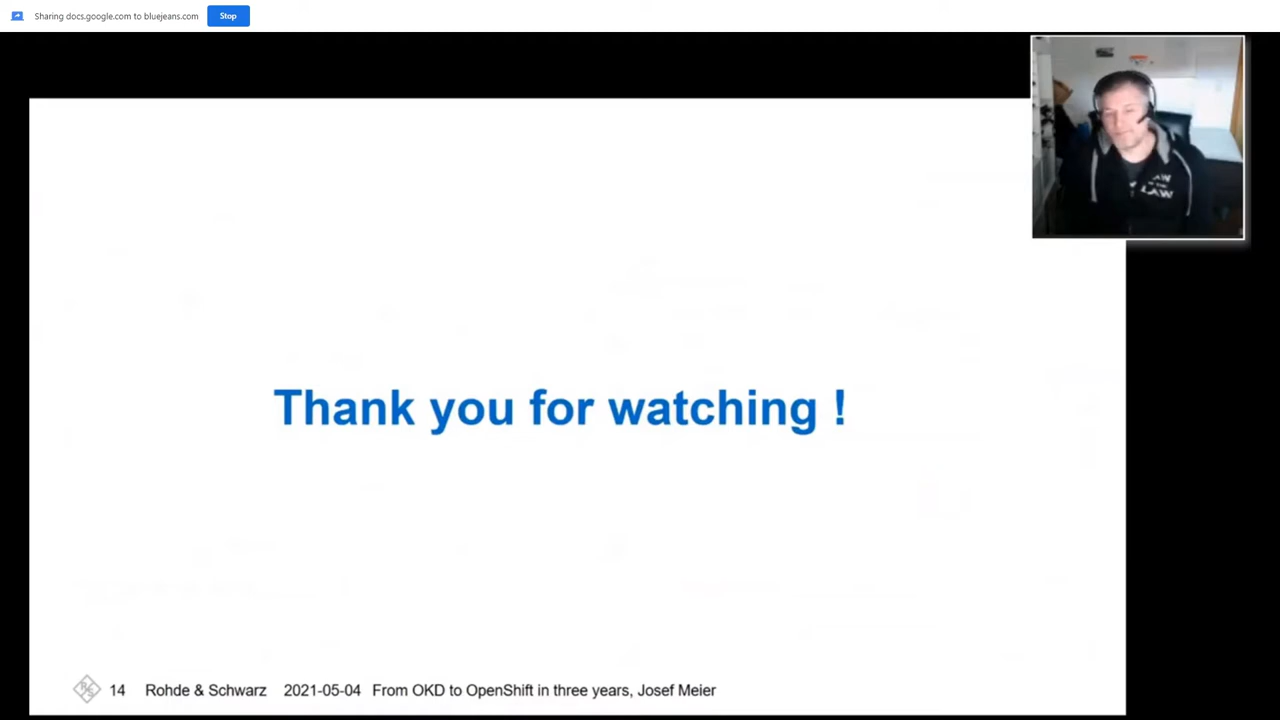 Sharing docs.google.com to bluejeans.com Stop
LAW
Thank you for watching !
14 Rohde & Schwarz 2021-05-04 From OKD to OpenShift in three years, Josef Meier